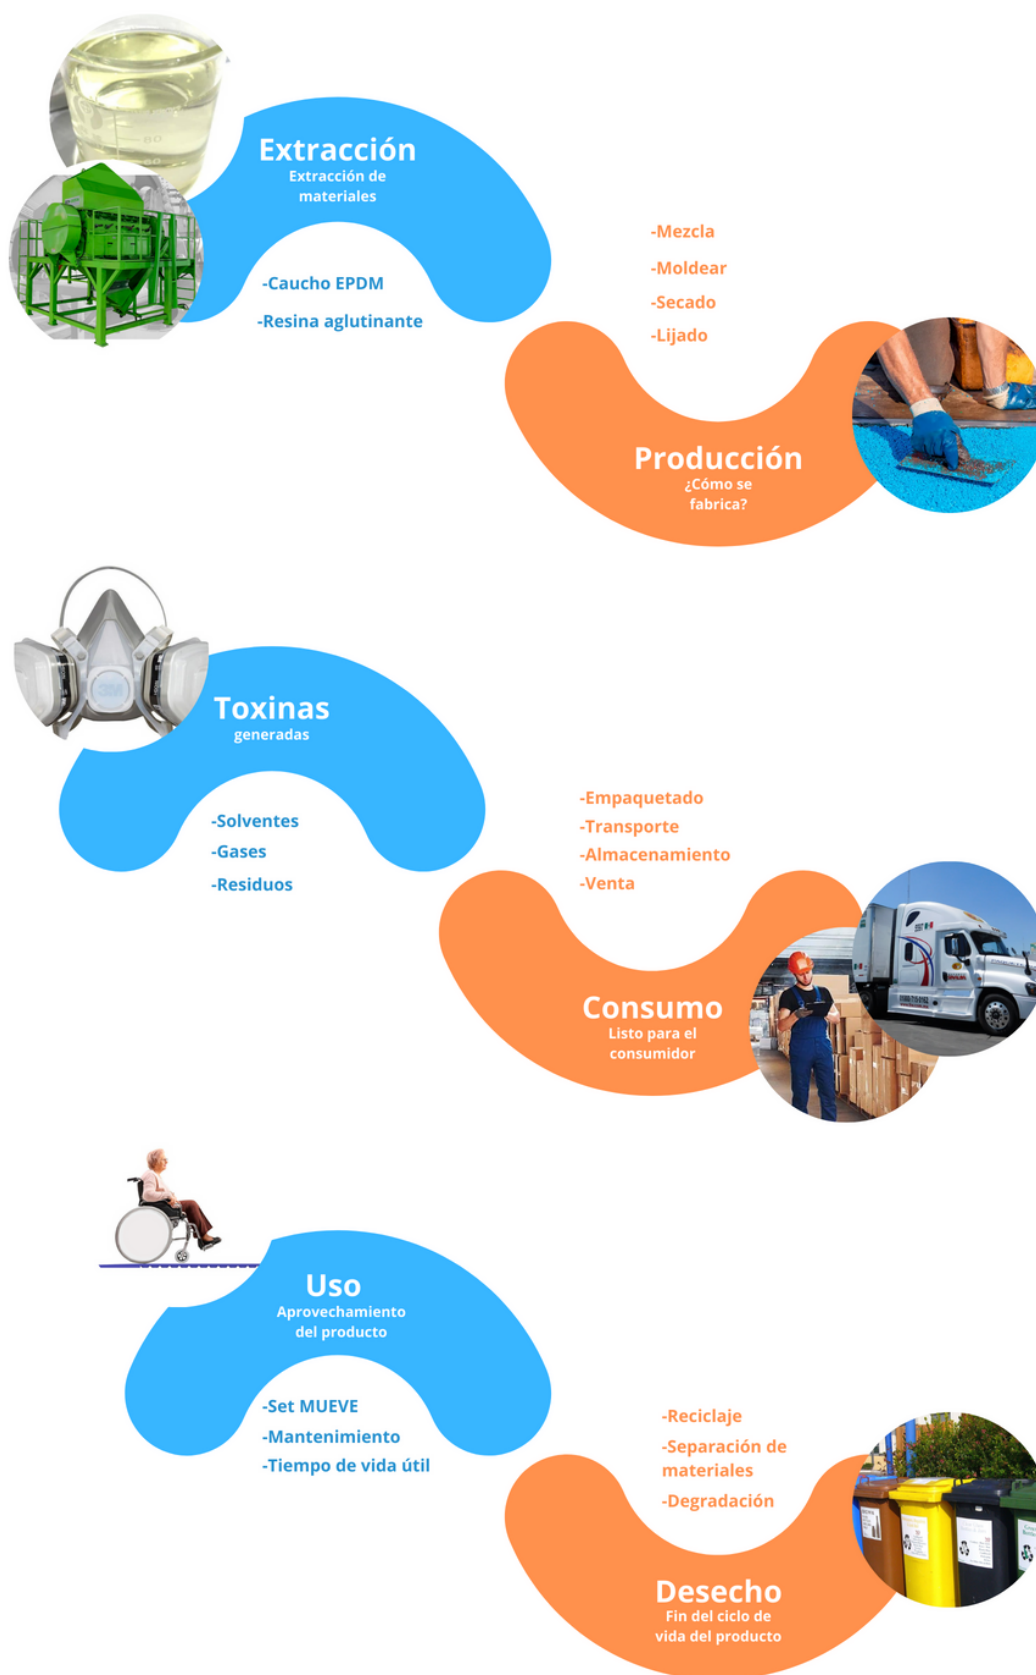 Extracción
Extracción de
materiales
-Caucho EPDM
-Resina aglutinante
-Mezcla
-Moldear
-Secado
-Lijado
Producción
¿Cómo se
fabrica?
3M
Toxinas
generadas
-Solventes
-Gases
-Residuos
-Empaquetado
-Transporte
-Almacenamiento
-Venta
Consumo
Listo para el
consumidor
Uso
Aprovechamiento
del producto
-Set MUEVE
-Mantenimiento
-Tiempo de vida útil
-Reciclaje
-Separación de
materiales
-Degradación
Desecho
Fin del ciclo de
vida del producto